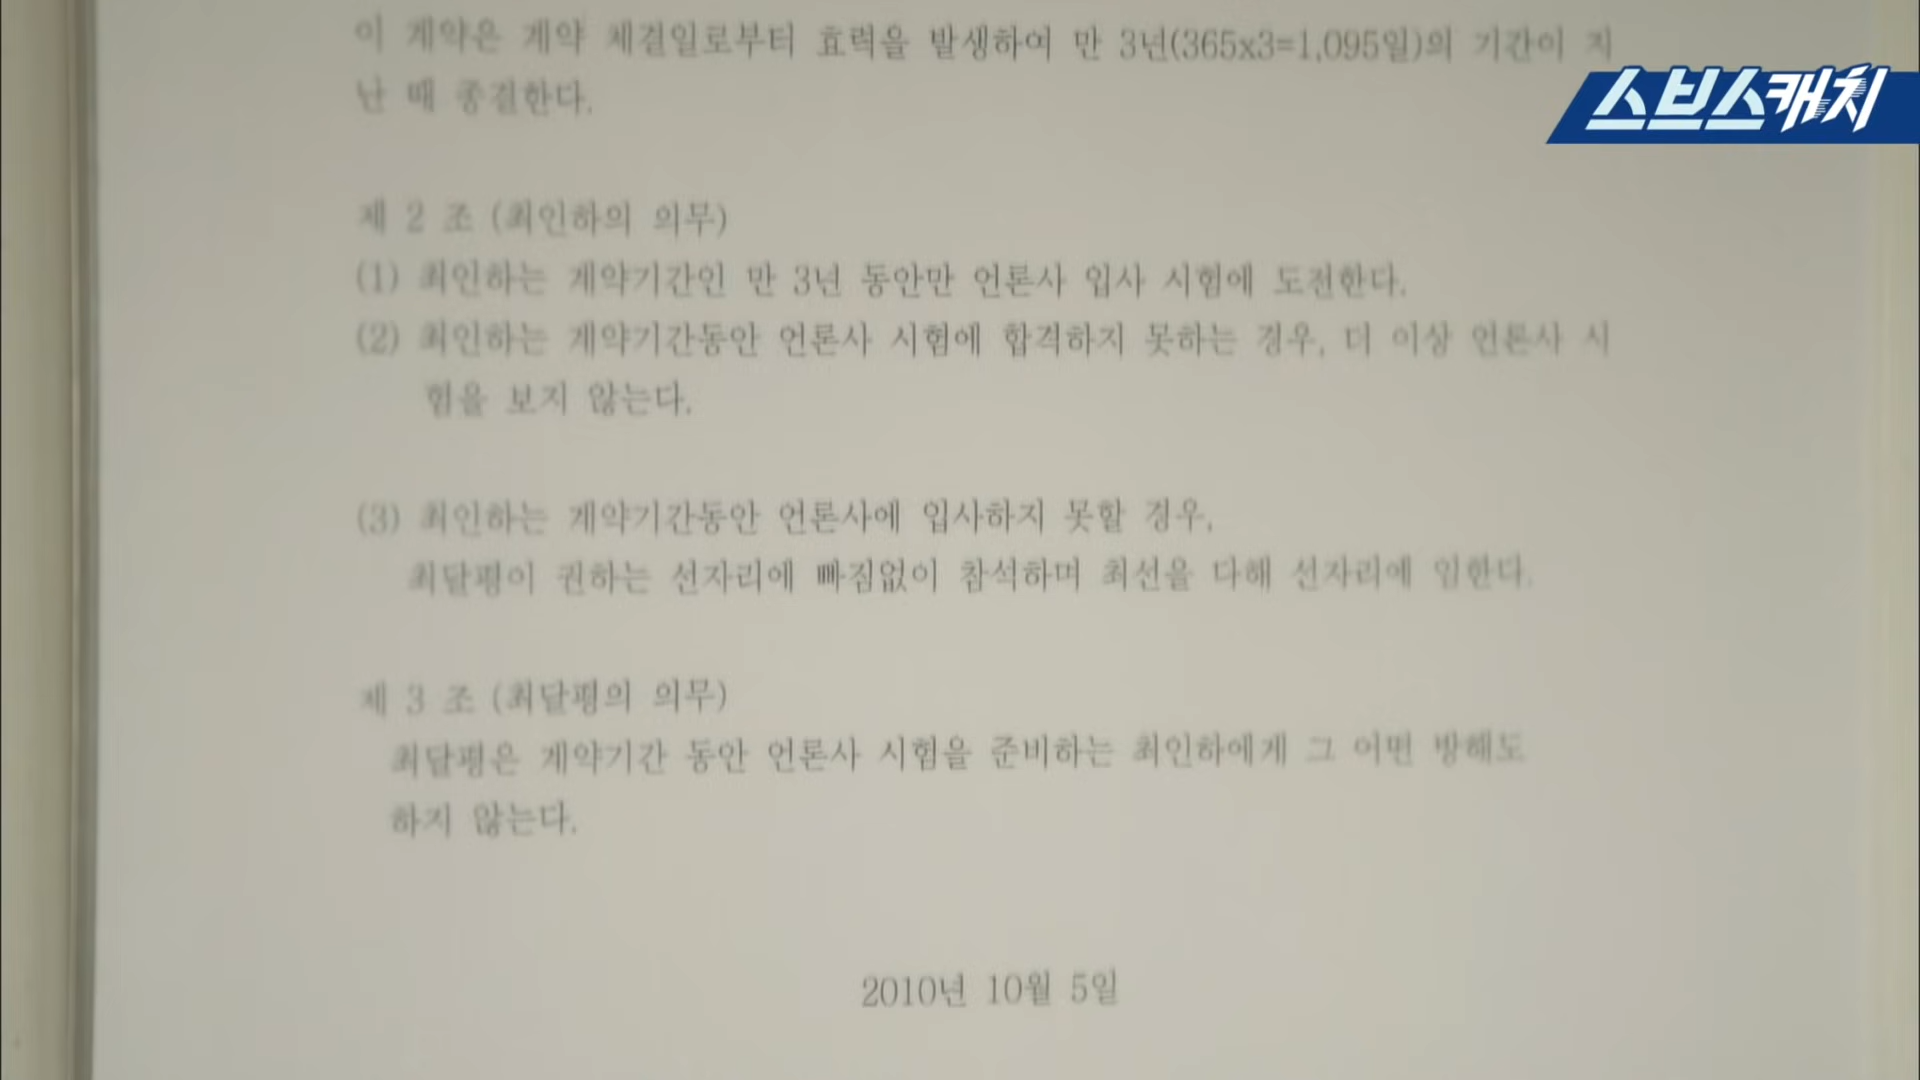 이 계약은 계약 체결일로부터 효력을 발생하여 만 3년(365x3=1,095일)의 기간이 지
난 때 종결한다.
스브스캐치
제 2 조 (최인하의 의무)
(1) 최인하는 계약기간인 만 3년 동안만 언론사 입사 시험에 도전한다.
(2) 최인하는 계약기간동안 언론사 시험에 합격하지 못하는 경우, 더 이상 언론사 시
험을 보지 않는다.
(3) 최인하는 계약기간동안 언론사에 입사하지 못할 경우,
최달평이 권하는 선자리에 빠짐없이 참석하며 최선을 다해 선자리에 임한다.
제 3 조 (최달평의 의무)
최달평은 계약기간 동안 언론사 시험을 준비하는 최인하에게 그 어떤 방해도
하지 않는다.
2010년 10월 5일